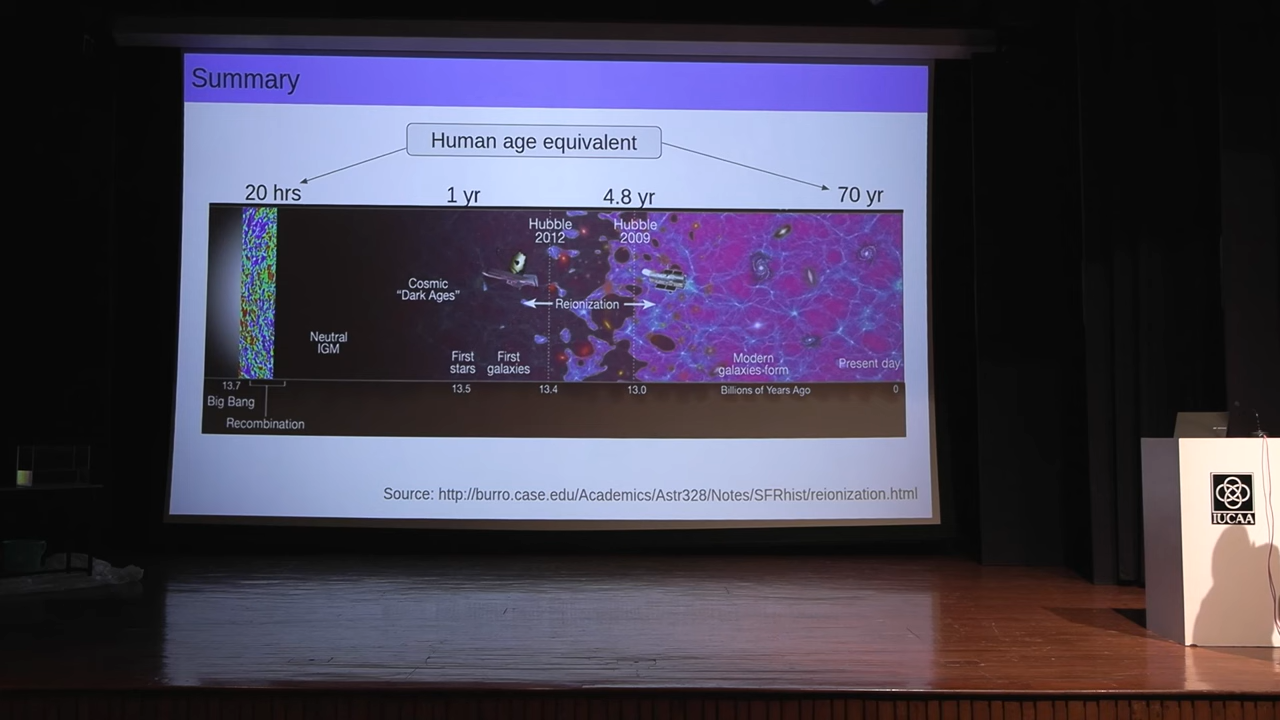 Summary
Human age equivalent
20 hrs
1 yr
4.8 yr
70 yr
Hubble
2012
Hubble
2009
Cosmic
“Dark Ages”
Reionization
Neutral
IGM
First
stars
First
galaxies
Modern
galaxies form
Present day
13.7
13.5
13.4
13.0
Billions of Years Ago
0
Big Bang
Recombination
Source: http://burro.case.edu/Academics/Astr328/Notes/SFRhist/reionization.html
IUCAA